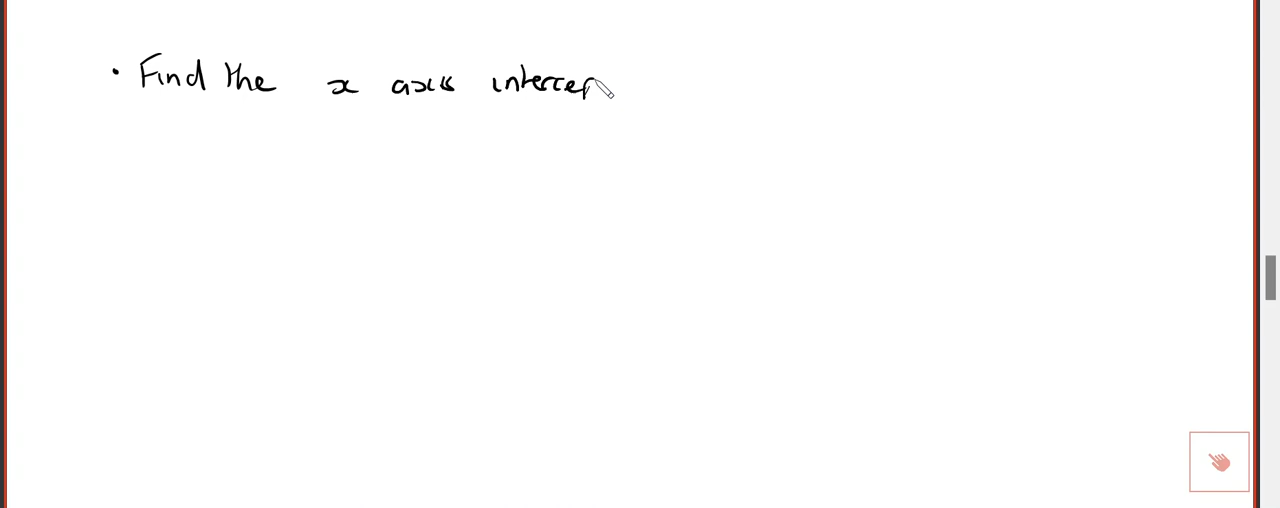 • Find the x axis intercep